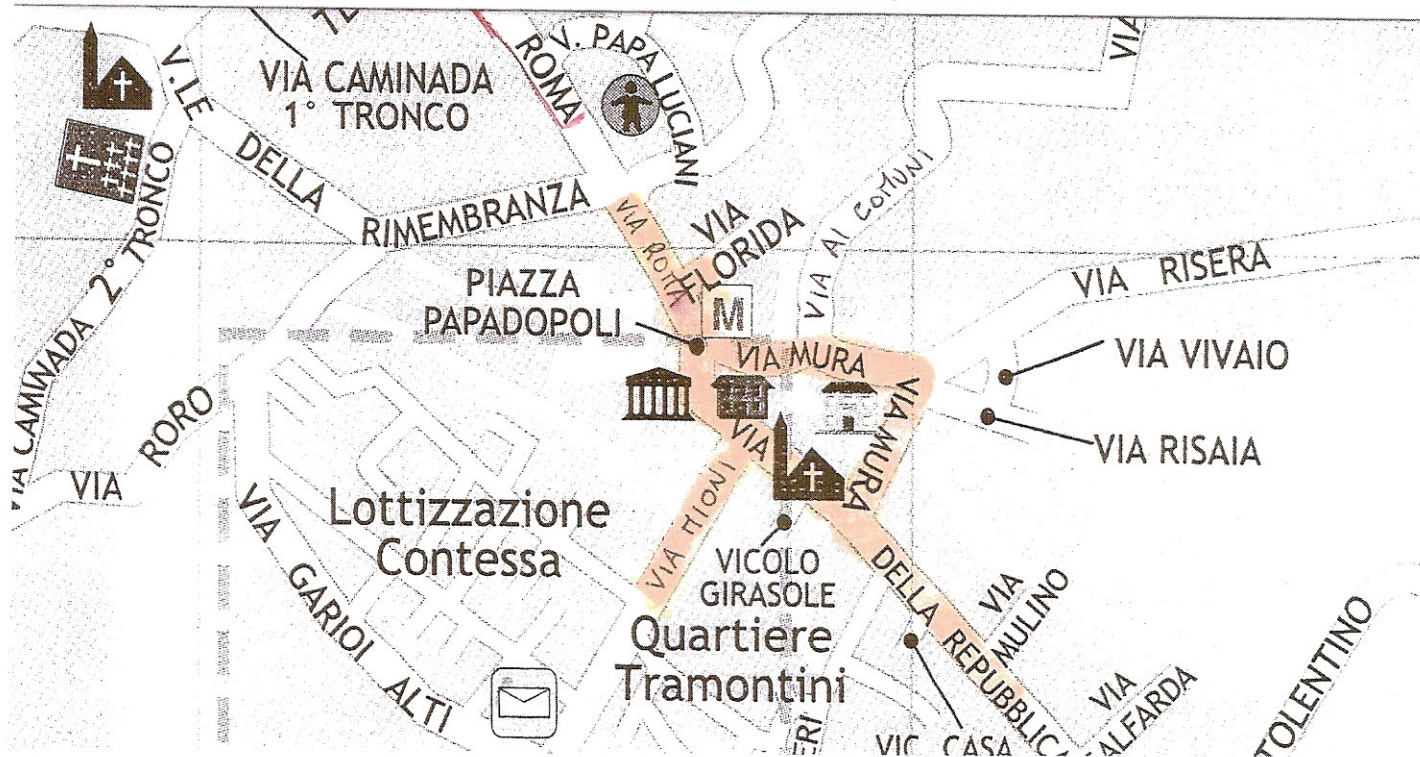 V. PAPA LUCIANI
ROMA
VIA CAMINADA
1° TRONCO
V.LE DELLA RIMEMBRANZA
VIA CAMINADA 2° TRONCO
VIA
VIA ROMA
VIA
FLORIDA
VIA AI COMUNI
VIA RISERA
PIAZZA
PAPADOPOLI
M
VIA MURA
VIA VIVAIO
VIA MURA
VIA RISAIA
VIA RORO
VIA DELLA REPUBBLICA
VIA MIONI
Lottizzazione
Contessa
VICOLO
GIRASOLE
VIA GARIOI ALTI
Quartiere
Tramontini
VIA
MULINO
VIA
TOLENTINO
VIC. CASA